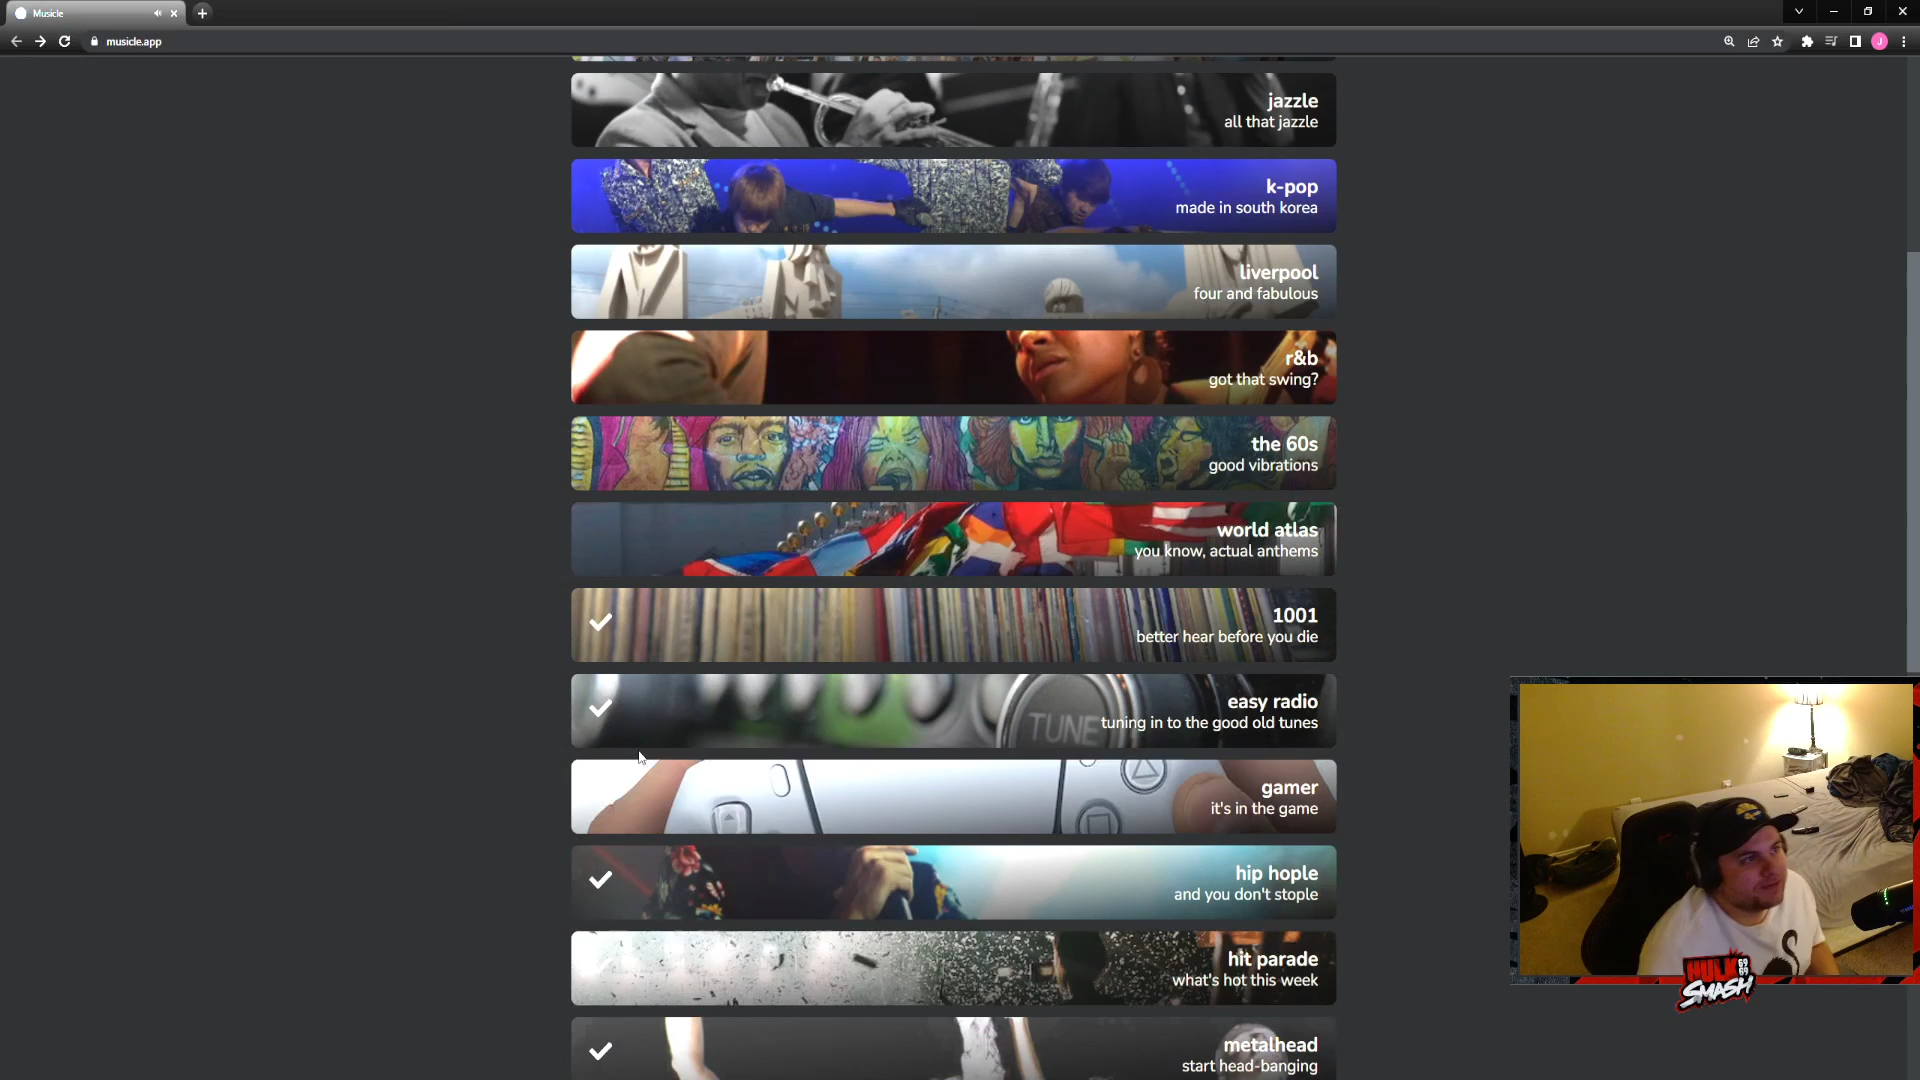 Musicle
musicle.app
J
jazzle
all that jazzle
k-pop
made in south korea
liverpool
four and fabulous
r&b
got that swing?
the 60s
good vibrations
world atlas
you know, actual anthems
1001
better hear before you die
easy radio
tuning in to the good old tunes
TUNE
gamer
it's in the game
hip hople
and you don't stople
hit parade
what's hot this week
metalhead
start head-banging
HULK
6969
SMASH